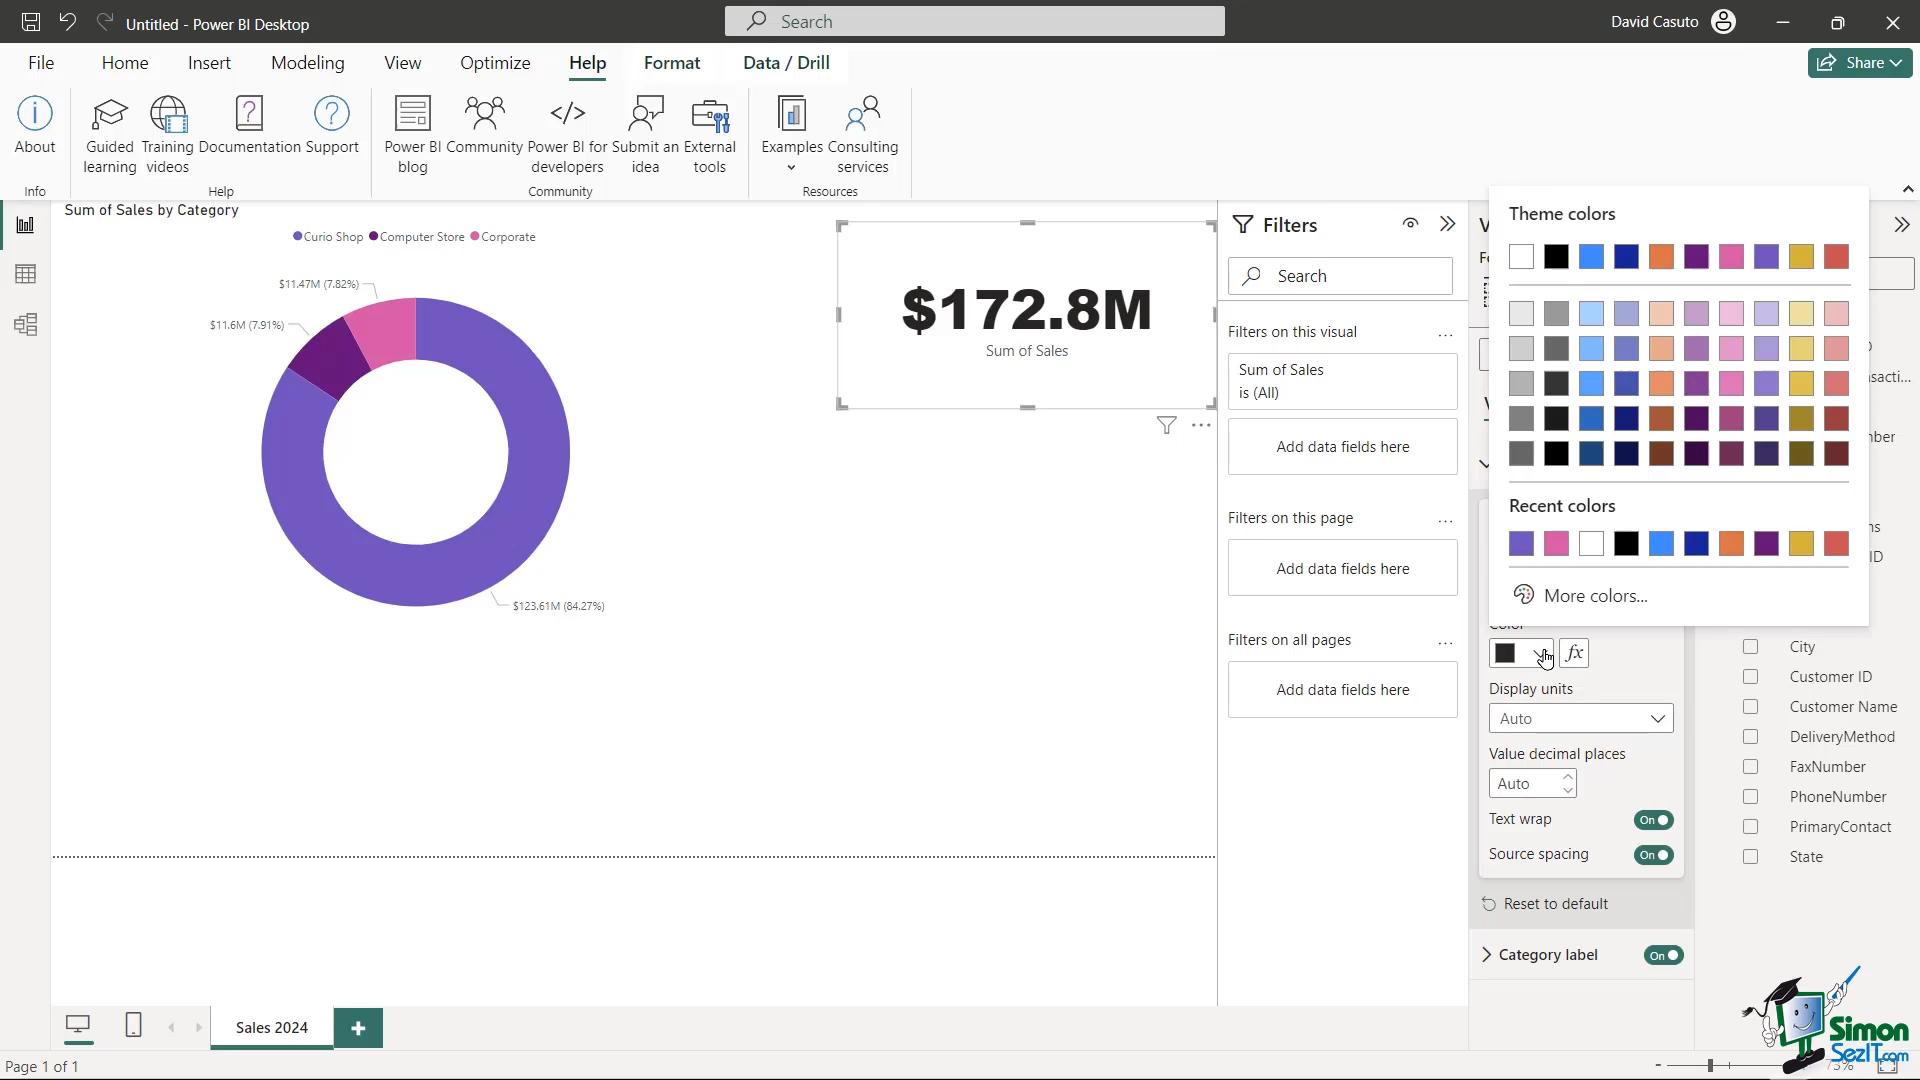 Untitled - Power BI Desktop
Search
David Casuto
File
Home
Insert
Modeling
View
Optimize
Help
Format
Data / Drill
Share
About
Guided learning
Training videos
Documentation
Support
Power BI blog
Community
Power BI for developers
Submit an idea
External tools
Examples
Consulting services
Info
Help
Community
Resources
Sum of Sales by Category
Curio Shop
Computer Store
Corporate
$11.47M (7.82%)
$11.6M (7.91%)
$123.61M (84.27%)
$172.8M
Sum of Sales
Filters
Search
Filters on this visual
...
Sum of Sales
is (All)
Add data fields here
Filters on this page
...
Add data fields here
Filters on all pages
...
Add data fields here
Theme colors
Recent colors
More colors...
fx
Display units
Auto
Value decimal places
Auto
Text wrap
On
Source spacing
On
Reset to default
Category label
On
City
Customer ID
Customer Name
DeliveryMethod
FaxNumber
PhoneNumber
PrimaryContact
State
Sales 2024
Page 1 of 1
Simon
SezIT.com